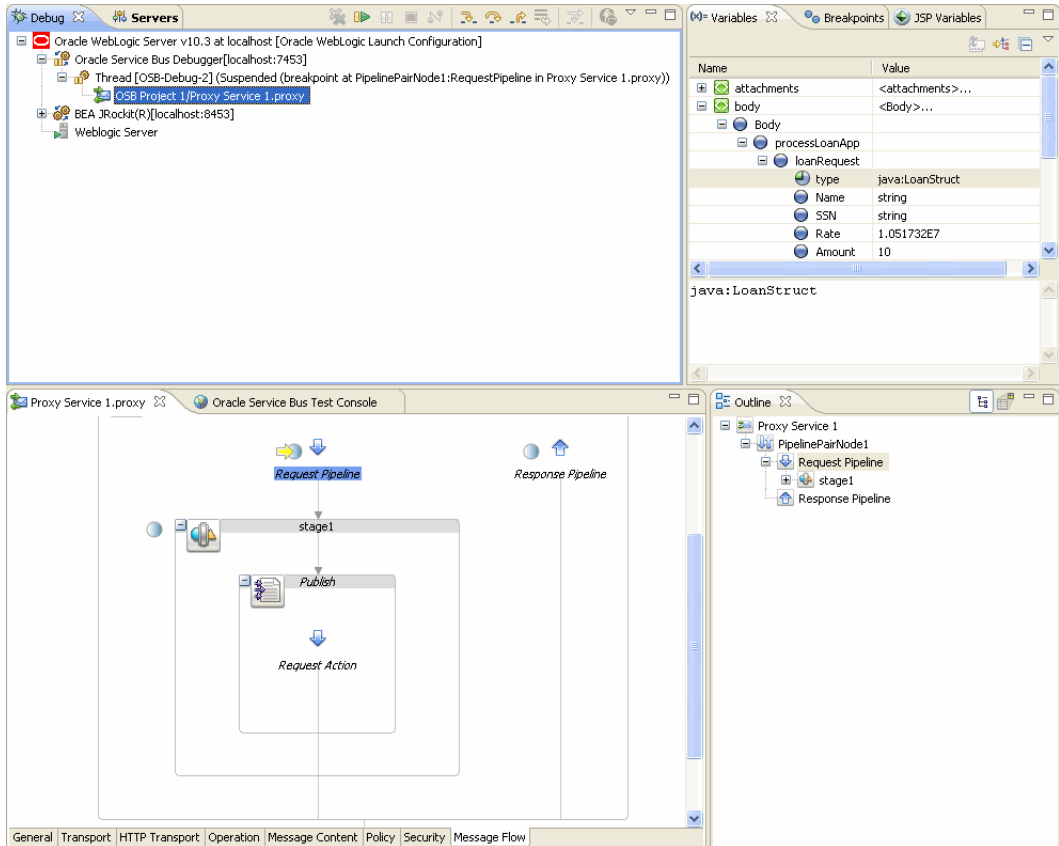 Debug Servers
Oracle WebLogic Server v10.3 at localhost [Oracle WebLogic Launch Configuration]
Oracle Service Bus Debugger[localhost:7453]
Thread [OSB-Debug-2] (Suspended (breakpoint at PipelinePairNode1:RequestPipeline in Proxy Service 1.proxy))
OSB Project 1/Proxy Service 1.proxy
BEA JRockit(R)[localhost:8453]
Weblogic Server
(x)= Variables Breakpoints JSP Variables
Name Value
attachments <attachments>...
body <Body>...
Body
processLoanApp
loanRequest
type java:LoanStruct
Name string
SSN string
Rate 1.051732E7
Amount 10
java:LoanStruct
Proxy Service 1.proxy Oracle Service Bus Test Console
Request Pipeline Response Pipeline
stage1
Publish
Request Action
General Transport HTTP Transport Operation Message Content Policy Security Message Flow
Outline
Proxy Service 1
PipelinePairNode1
Request Pipeline
stage1
Response Pipeline